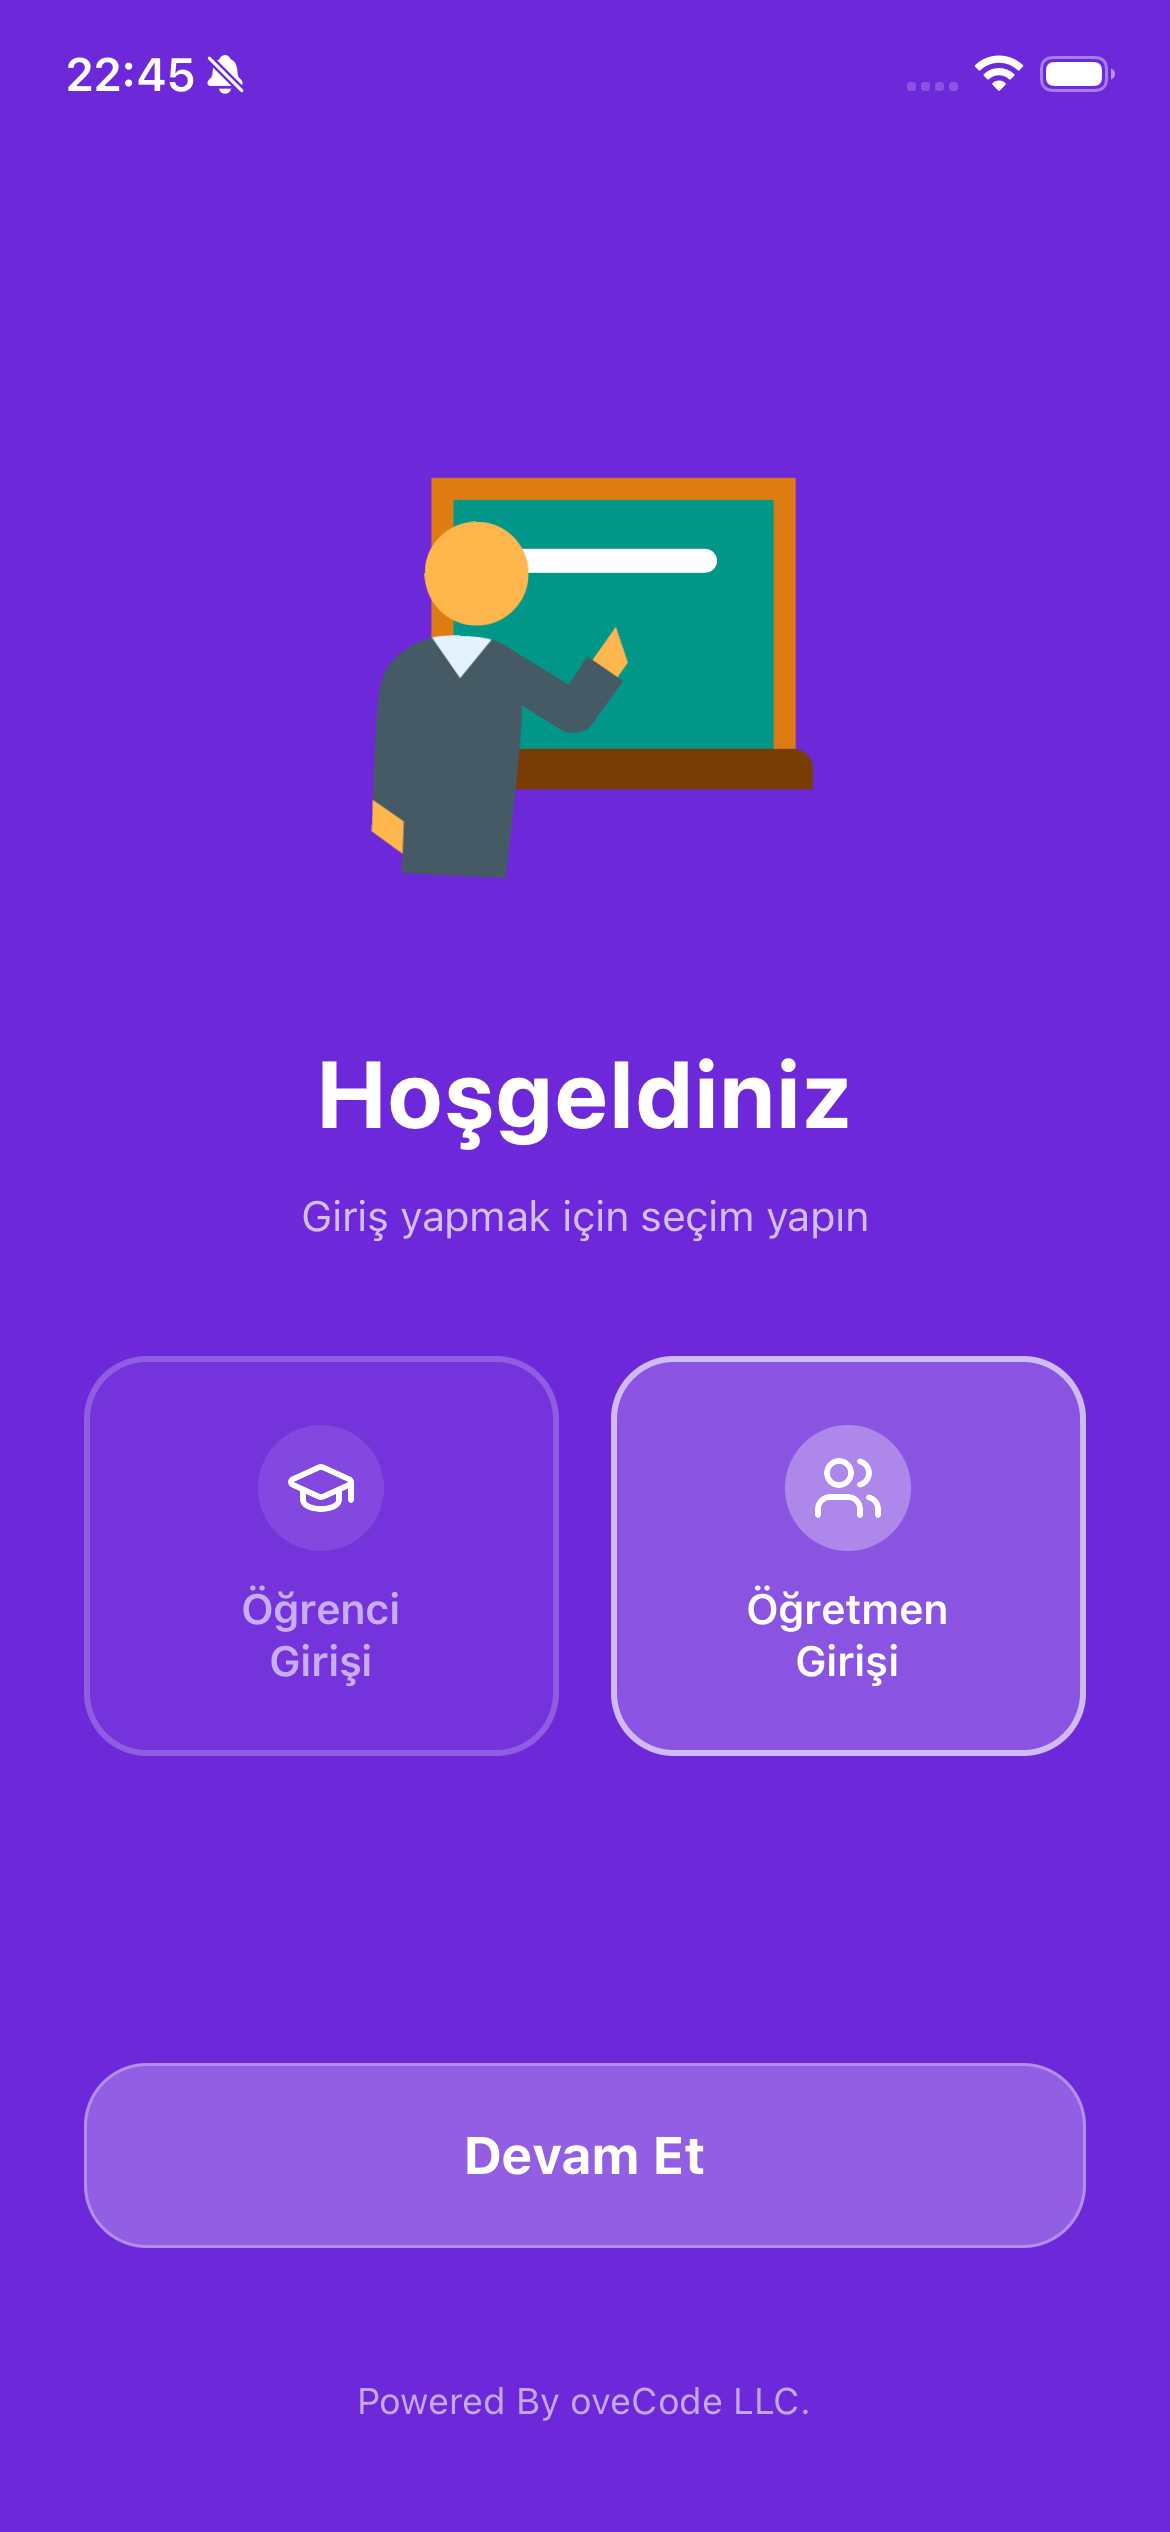 22:45
Hoşgeldiniz
Giriş yapmak için seçim yapın
Öğrenci
Girişi
Öğretmen
Girişi
Devam Et
Powered By oveCode LLC.